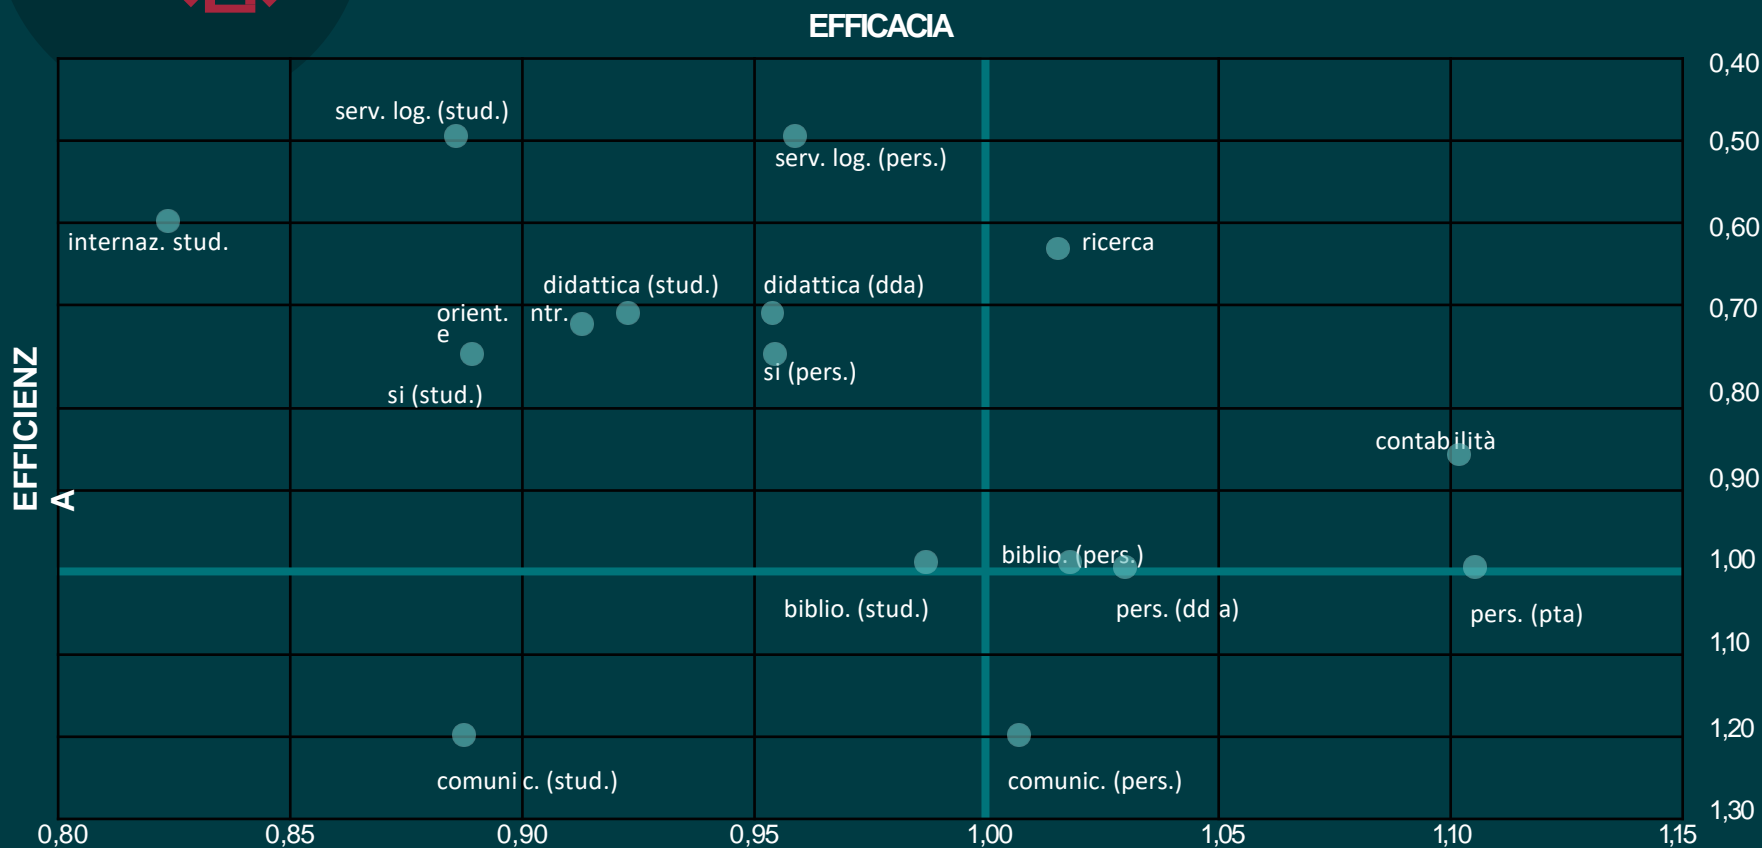 EFFICACIA
0,40
serv. log. (stud.)
0,50
serv. log. (pers.)
0,60
internaz. stud.
ricerca
didattica (stud.)
didattica (dda)
0,70
orient.
e
ntr.
si (pers.)
si (stud.)
0,80
EFFICIENZ
A
contabilità
0,90
biblio. (pers.)
1,00
biblio. (stud.)
pers. (dd a)
pers. (pta)
1,10
1,20
comuni c. (stud.)
comunic. (pers.)
1,30
0,80
0,85
0,90
0,95
1,00
1,05
1,10
1,15